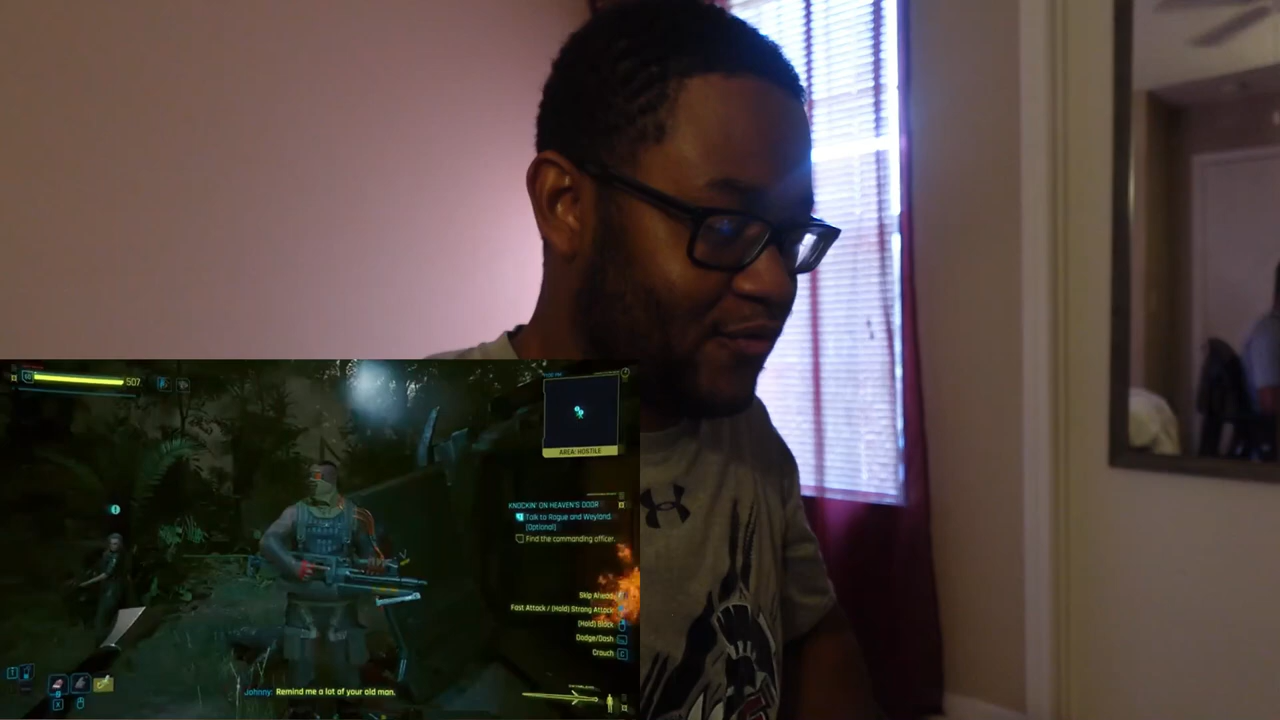 507
AREA: HOSTILE
KNOCKIN' ON HEAVEN'S DOOR
Talk to Rogue and Weyland.
(Optional)
Find the commanding officer.
Skip Ahead
Fast Attack / (Hold) Strong Attack
(Hold) Block
Dodge/Dash
Crouch
C
T
X
Johnny: Remind me a lot of your old man.